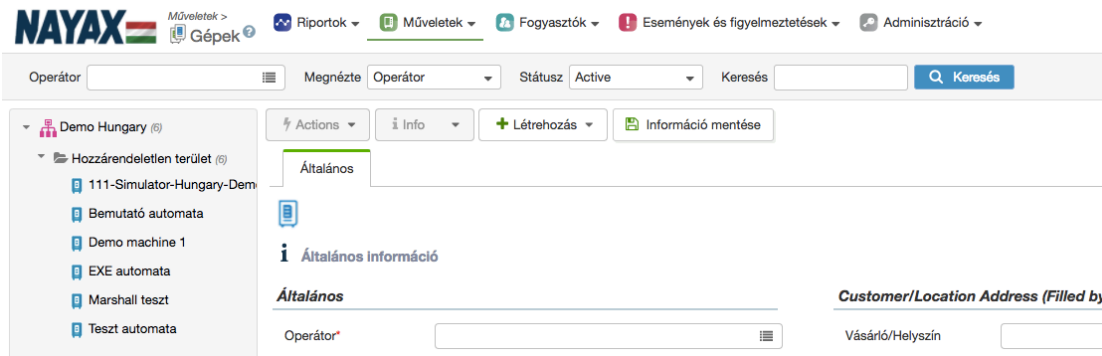 NAYAX
Műveletek >
Gépek ?
Riportok
Műveletek
Fogyasztók
Események és figyelmeztetések
Adminisztráció
Operátor
Megnézte Operátor
Státusz Active
Keresés
Keresés
Demo Hungary (6)
Hozzárendeletlen terület (6)
111-Simulator-Hungary-Dem
Bemutató automata
Demo machine 1
EXE automata
Marshall teszt
Teszt automata
Actions
i Info
+ Létrehozás
Információ mentése
Általános
i Általános információ
Általános
Customer/Location Address (Filled by
Operátor*
Vásárló/Helyszín